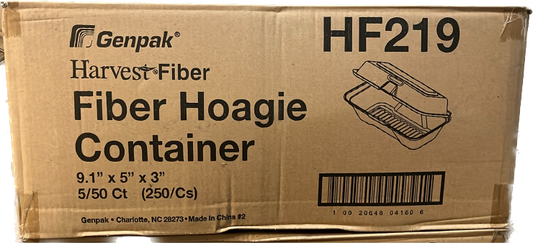 Genpak®
HF219
Harvest® Fiber
Fiber Hoagie
Container
9.1" x 5" x 3"
5/50 Ct (250/Cs)
Genpak • Charlotte, NC 28273 • Made In China #2
1 00 20648 04160 6